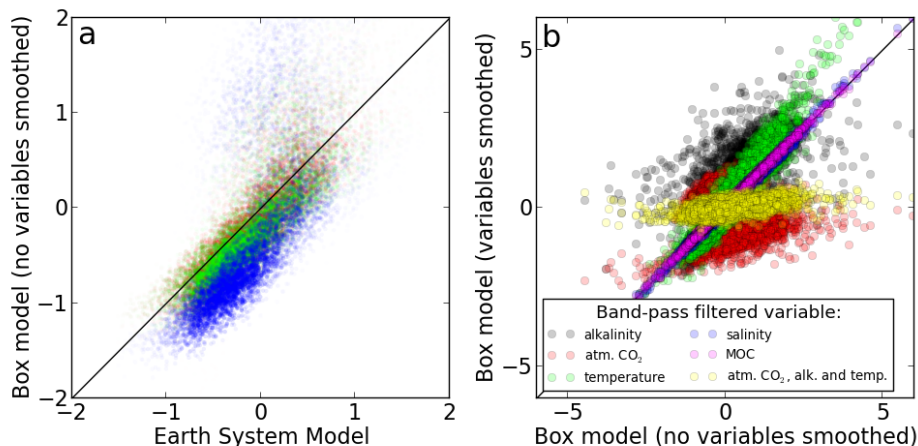 a
Box model (no variables smoothed)
2
1
0
−1
−2
−2
−1
0
1
2
Earth System Model
b
Box model (variables smoothed)
5
0
−5
Band-pass filtered variable:
alkalinity
salinity
atm. CO₂
MOC
temperature
atm. CO₂, alk. and temp.
−5
0
5
Box model (no variables smoothed)